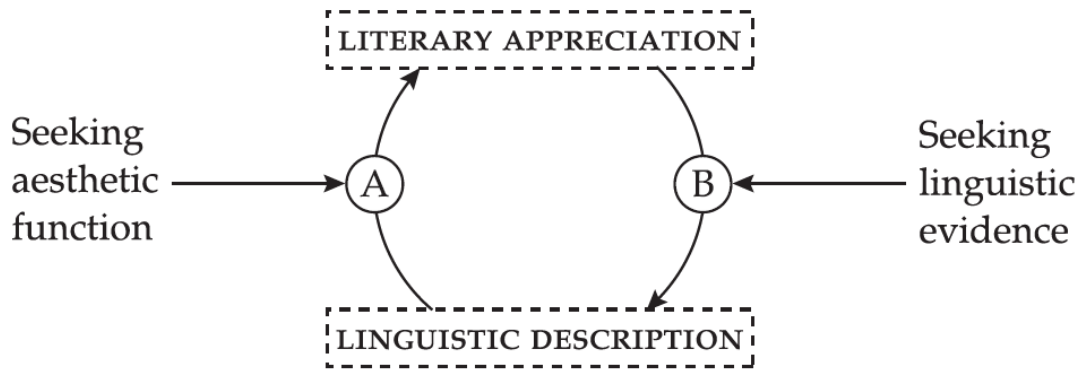 LITERARY APPRECIATION
Seeking
aesthetic
function
A
B
Seeking
linguistic
evidence
LINGUISTIC DESCRIPTION